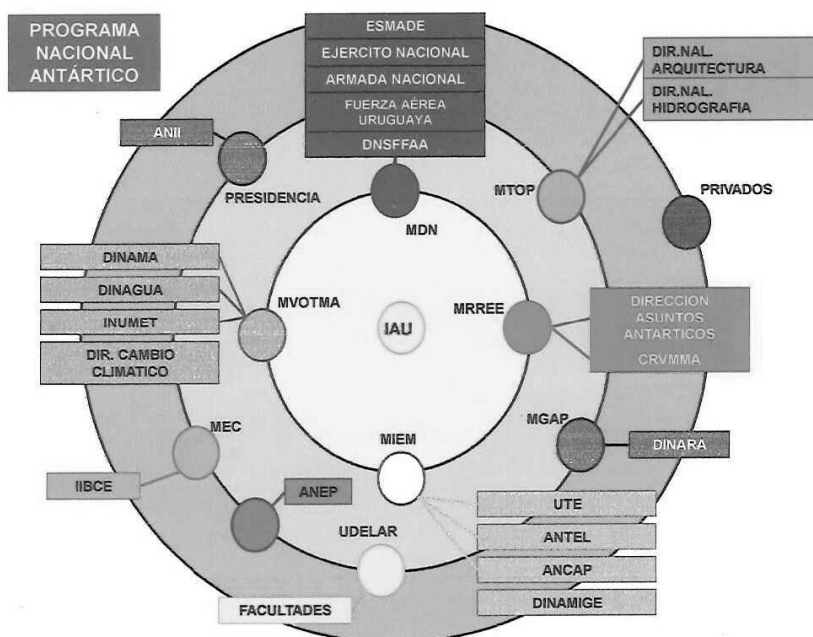 PROGRAMA
NACIONAL
ANTÁRTICO
ESMADE
EJERCITO NACIONAL
ARMADA NACIONAL
FUERZA AÉREA
URUGUAYA
DNSFFAA
DIR.NAL.
ARQUITECTURA
DIR.NAL.
HIDROGRAFIA
ANII
PRESIDENCIA
MDN
MTOP
PRIVADOS
DINAMA
DINAGUA
INUMET
DIR. CAMBIO
CLIMATICO
MVOTMA
IAU
MRREE
DIRECCION
ASUNTOS
ANTARTICOS
CRVMMA
MEC
MIEM
MGAP
DINARA
IIBCE
ANEP
UDELAR
FACULTADES
UTE
ANTEL
ANCAP
DINAMIGE